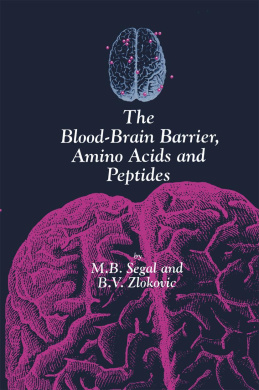 The
Blood-Brain Barrier,
Amino Acids and
Peptides
by
M.B. Segal and
B.V. Zlokovic